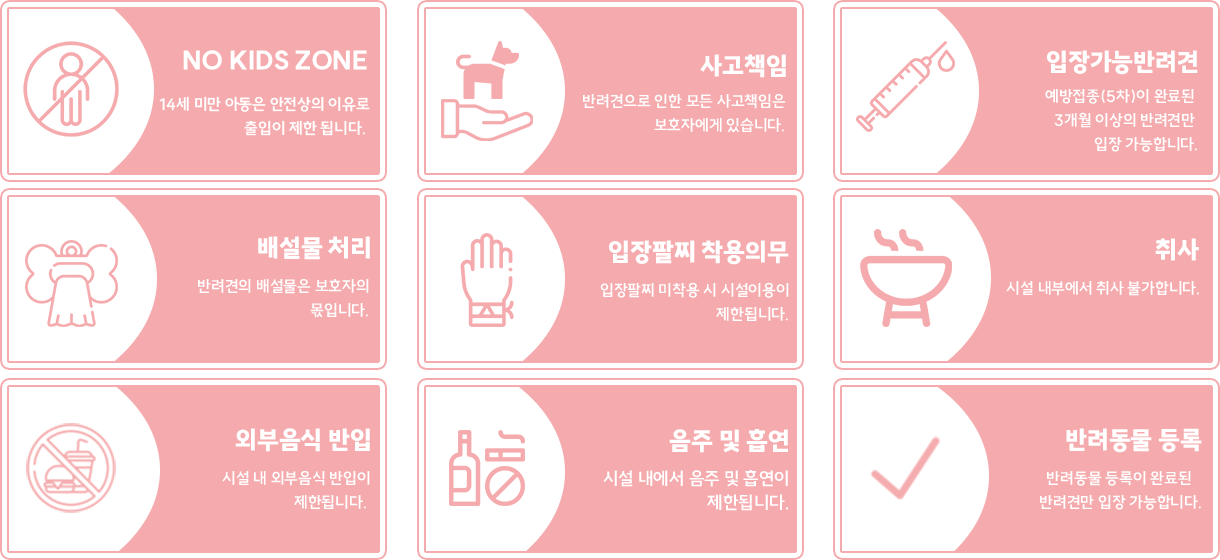 NO KIDS ZONE
14세 미만 아동은 안전상의 이유로
출입이 제한 됩니다.
사고책임
반려견으로 인한 모든 사고책임은
보호자에게 있습니다.
입장가능반려견
예방접종(5차)이 완료된
3개월 이상의 반려견만
입장 가능합니다.
배설물 처리
반려견의 배설물은 보호자의
몫입니다.
입장팔찌 착용의무
입장팔찌 미착용 시 시설이용이
제한됩니다.
취사
시설 내부에서 취사 불가합니다.
외부음식 반입
시설 내 외부음식 반입이
제한됩니다.
음주 및 흡연
시설 내에서 음주 및 흡연이
제한됩니다.
반려동물 등록
반려동물 등록이 완료된
반려견만 입장 가능합니다.